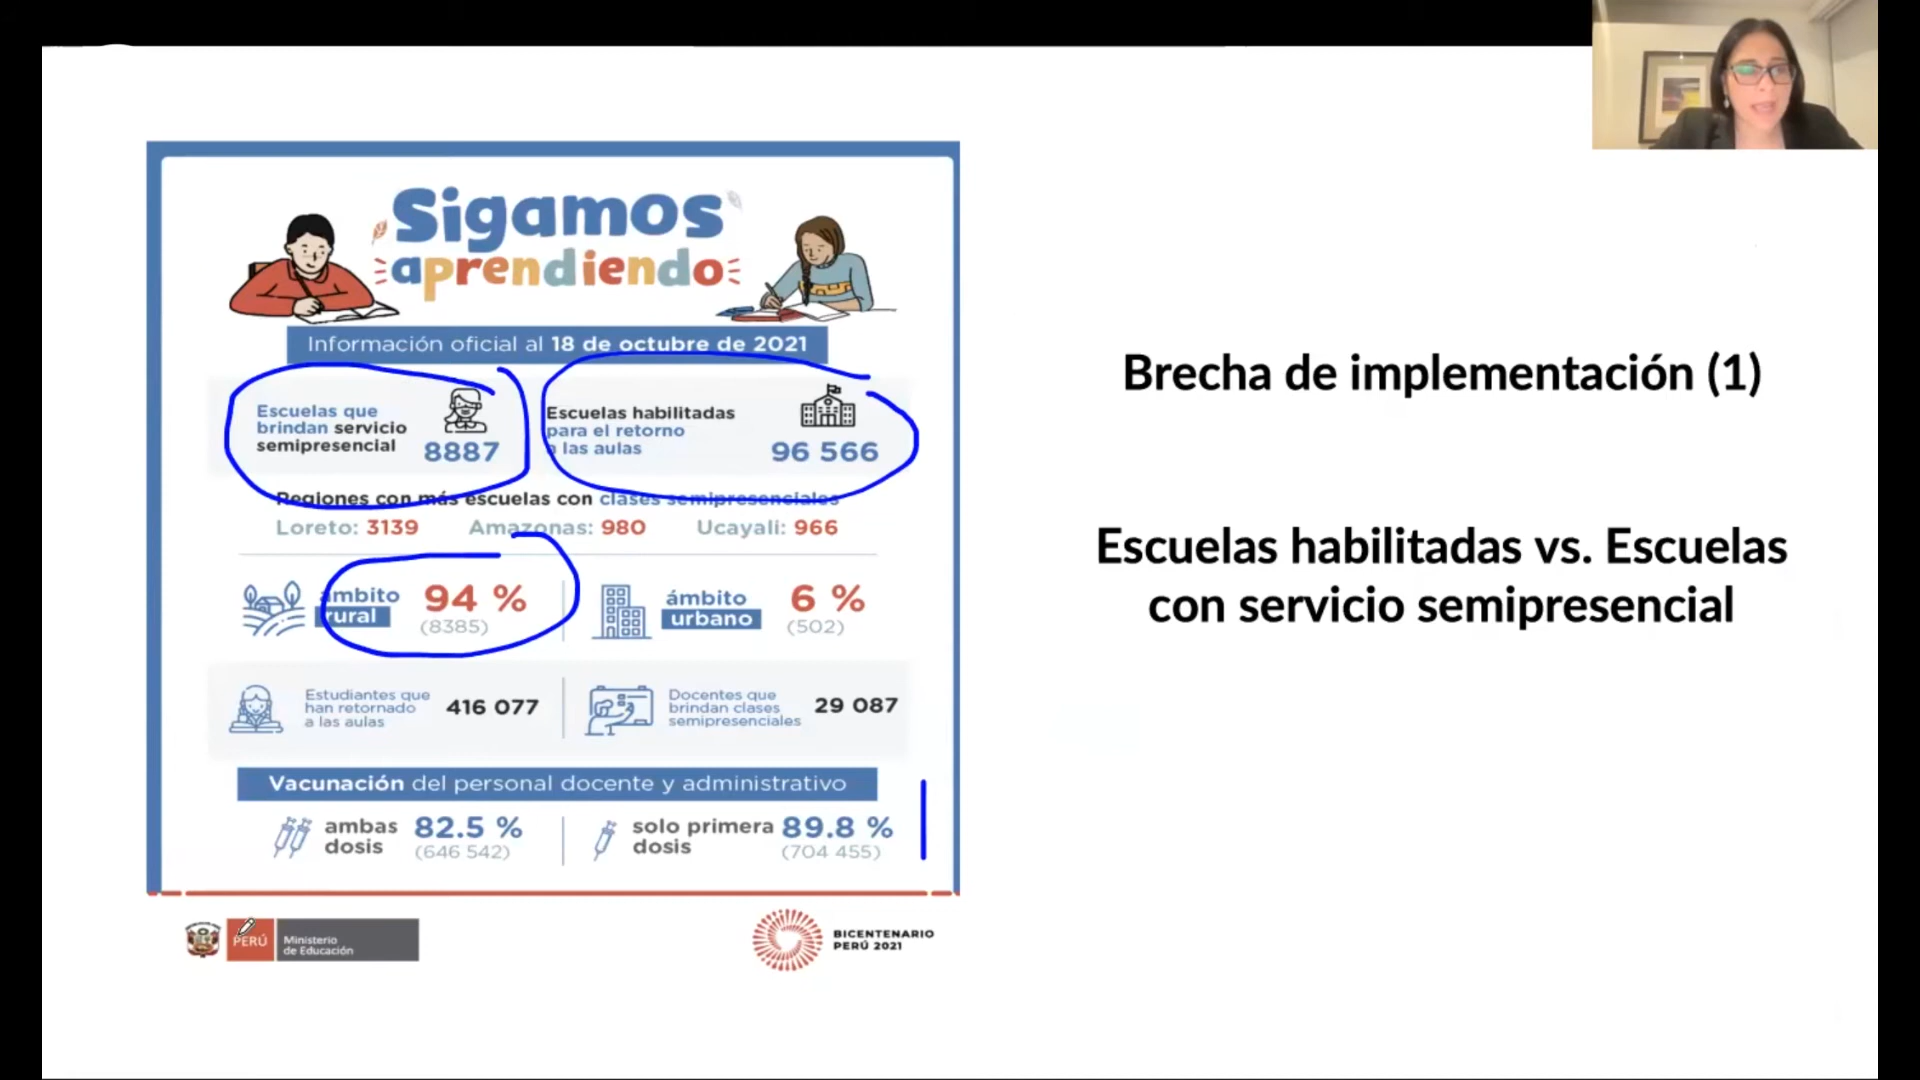 Sigamos
aprendiendo
Información oficial al 18 de octubre de 2021
Escuelas que
brindan servicio
semipresencial
8887
Escuelas habilitadas
para el retorno
a las aulas
96 566
Regiones con más escuelas con clases semipresenciales
Loreto: 3139 Amazonas: 980 Ucayali: 966
ámbito
rural
94 %
(8385)
ámbito
urbano
6 %
(502)
Estudiantes que
han retornado
a las aulas
416 077
Docentes que
brindan clases
semipresenciales
29 087
Vacunación del personal docente y administrativo
ambas
dosis
82.5 %
(646 542)
solo primera
dosis
89.8 %
(704 455)
PERÚ
Ministerio
de Educación
BICENTENARIO
PERÚ 2021
Brecha de implementación (1)
Escuelas habilitadas vs. Escuelas
con servicio semipresencial